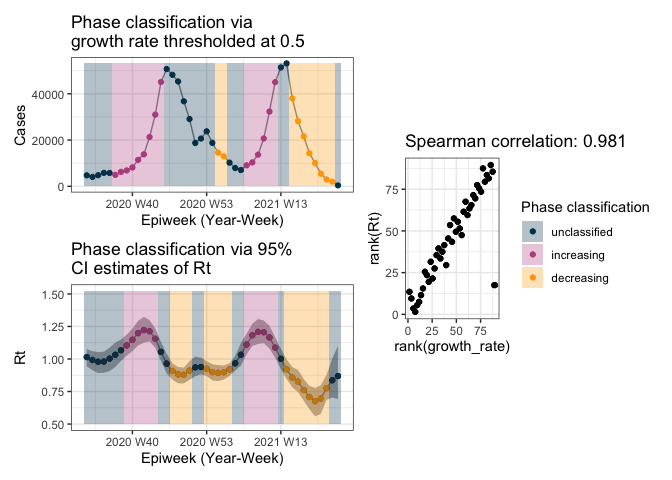 Phase classification via
growth rate thresholded at 0.5
Cases
40000
20000
0
2020 W40
2020 W53
2021 W13
Epiweek (Year-Week)
Phase classification via 95%
CI estimates of Rt
Rt
1.50
1.25
1.00
0.75
0.50
2020 W40
2020 W53
2021 W13
Epiweek (Year-Week)
Spearman correlation: 0.981
rank(Rt)
75
50
25
0
0
25
50
75
rank(growth_rate)
Phase classification
unclassified
increasing
decreasing